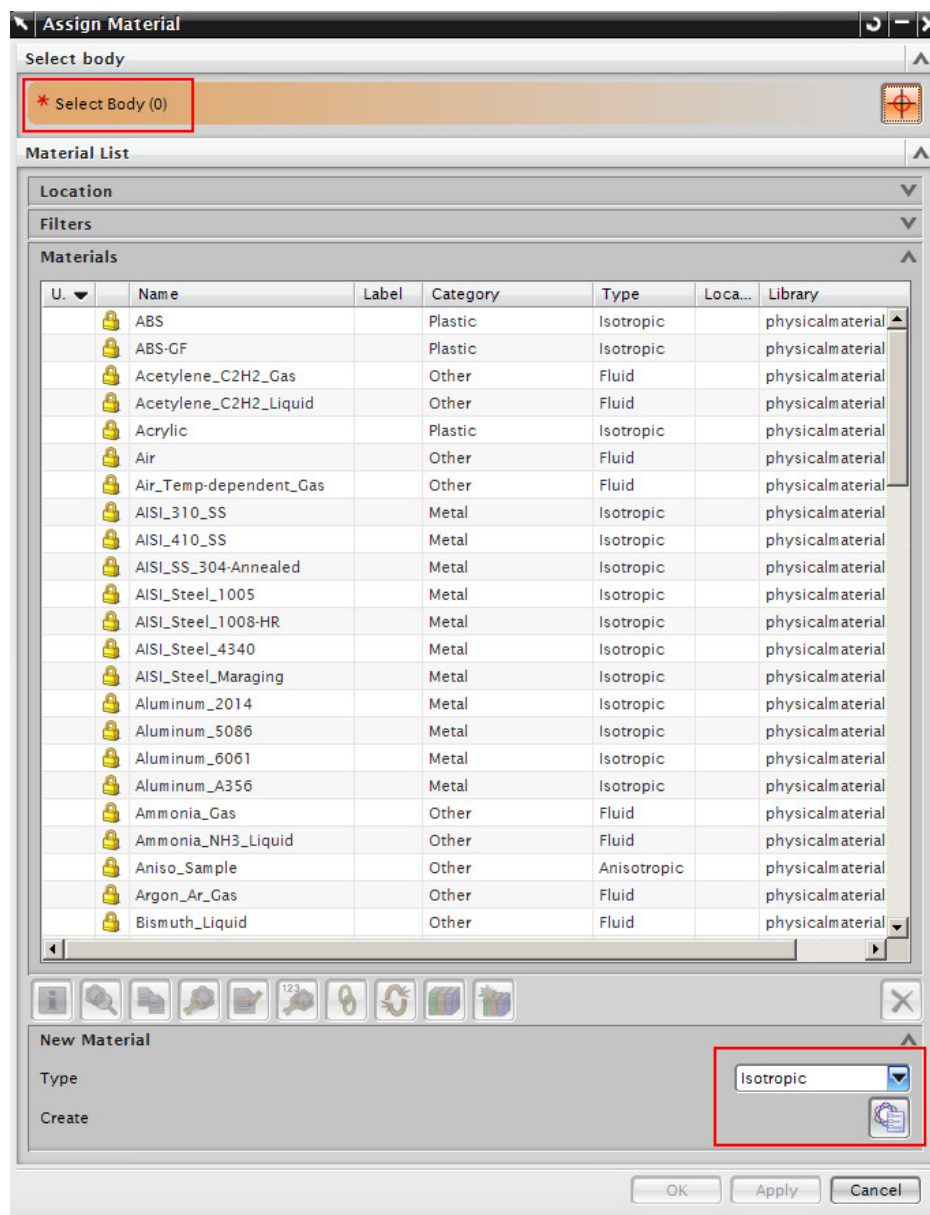 Assign Material
Select body
* Select Body (0)
Material List
Location
Filters
Materials
U. Name Label Category Type Loca... Library
ABS Plastic Isotropic physicalmaterial
ABS-GF Plastic Isotropic physicalmaterial
Acetylene_C2H2_Gas Other Fluid physicalmaterial
Acetylene_C2H2_Liquid Other Fluid physicalmaterial
Acrylic Plastic Isotropic physicalmaterial
Air Other Fluid physicalmaterial
Air_Temp-dependent_Gas Other Fluid physicalmaterial
AISI_310_SS Metal Isotropic physicalmaterial
AISI_410_SS Metal Isotropic physicalmaterial
AISI_SS_304-Annealed Metal Isotropic physicalmaterial
AISI_Steel_1005 Metal Isotropic physicalmaterial
AISI_Steel_1008-HR Metal Isotropic physicalmaterial
AISI_Steel_4340 Metal Isotropic physicalmaterial
AISI_Steel_Maraging Metal Isotropic physicalmaterial
Aluminum_2014 Metal Isotropic physicalmaterial
Aluminum_5086 Metal Isotropic physicalmaterial
Aluminum_6061 Metal Isotropic physicalmaterial
Aluminum_A356 Metal Isotropic physicalmaterial
Ammonia_Gas Other Fluid physicalmaterial
Ammonia_NH3_Liquid Other Fluid physicalmaterial
Aniso_Sample Other Anisotropic physicalmaterial
Argon_Ar_Gas Other Fluid physicalmaterial
Bismuth_Liquid Other Fluid physicalmaterial
123
New Material
Type Isotropic
Create
OK Apply Cancel